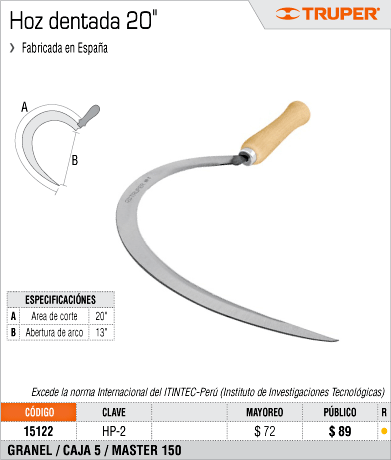 Hoz dentada 20"
TRUPER®
› Fabricada en España
A
B
TRUPER
ESPECIFICACIÓNES
A Area de corte 20"
B Abertura de arco 13"
Excede la norma Internacional del ITINTEC-Perú (Instituto de Investigaciones Tecnológicas)
CÓDIGO CLAVE MAYOREO PÚBLICO R
15122 HP-2 $ 72 $ 89
GRANEL / CAJA 5 / MASTER 150